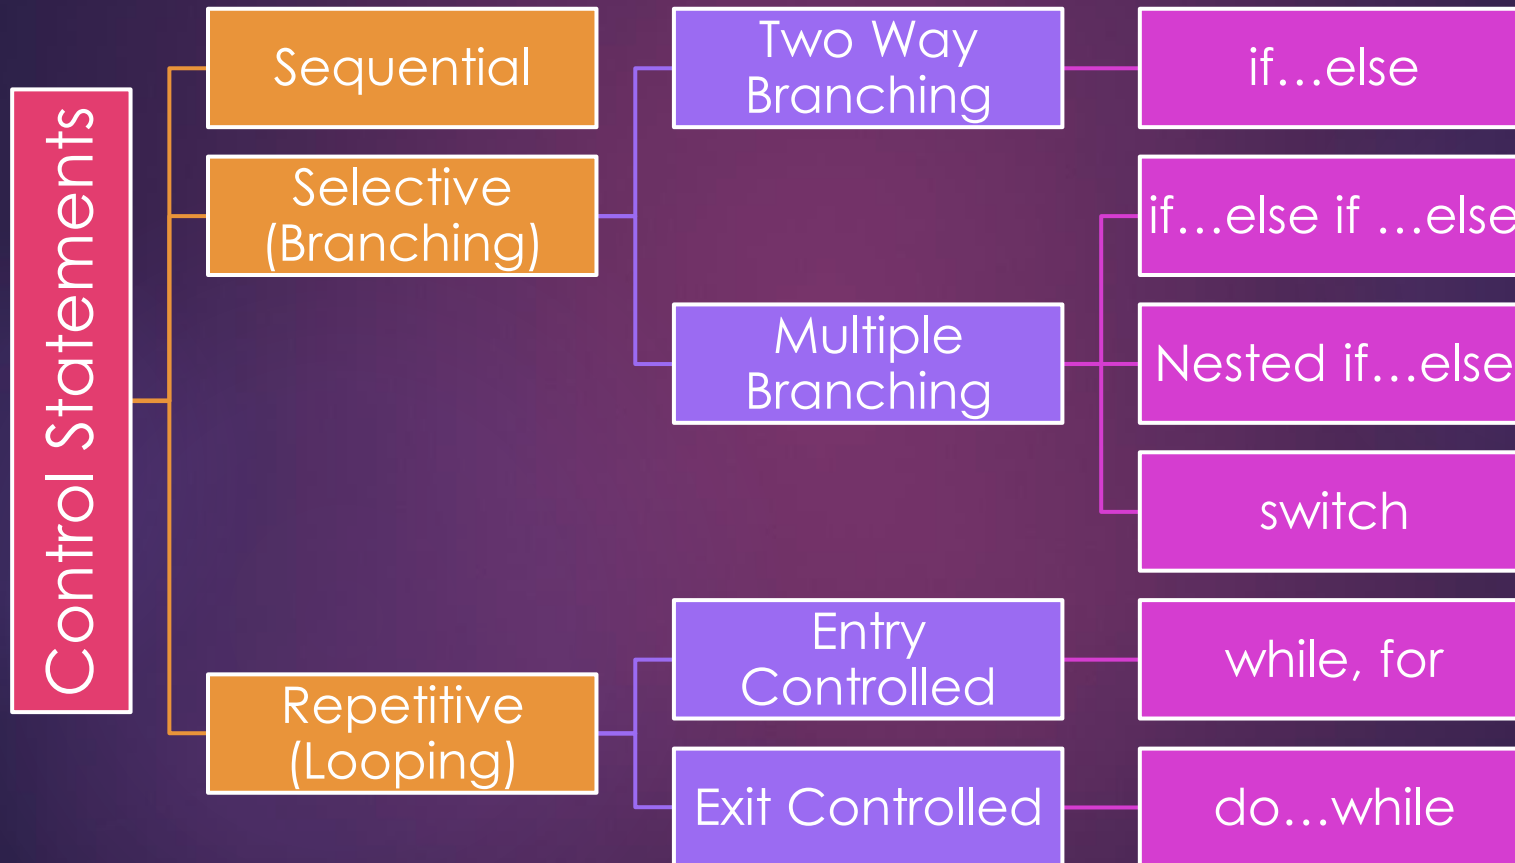 Control Statements
Sequential
Selective
(Branching)
Repetitive
(Looping)
Two Way
Branching
Multiple
Branching
Entry
Controlled
Exit Controlled
if…else
if…else if …else
Nested if…else
switch
while, for
do…while